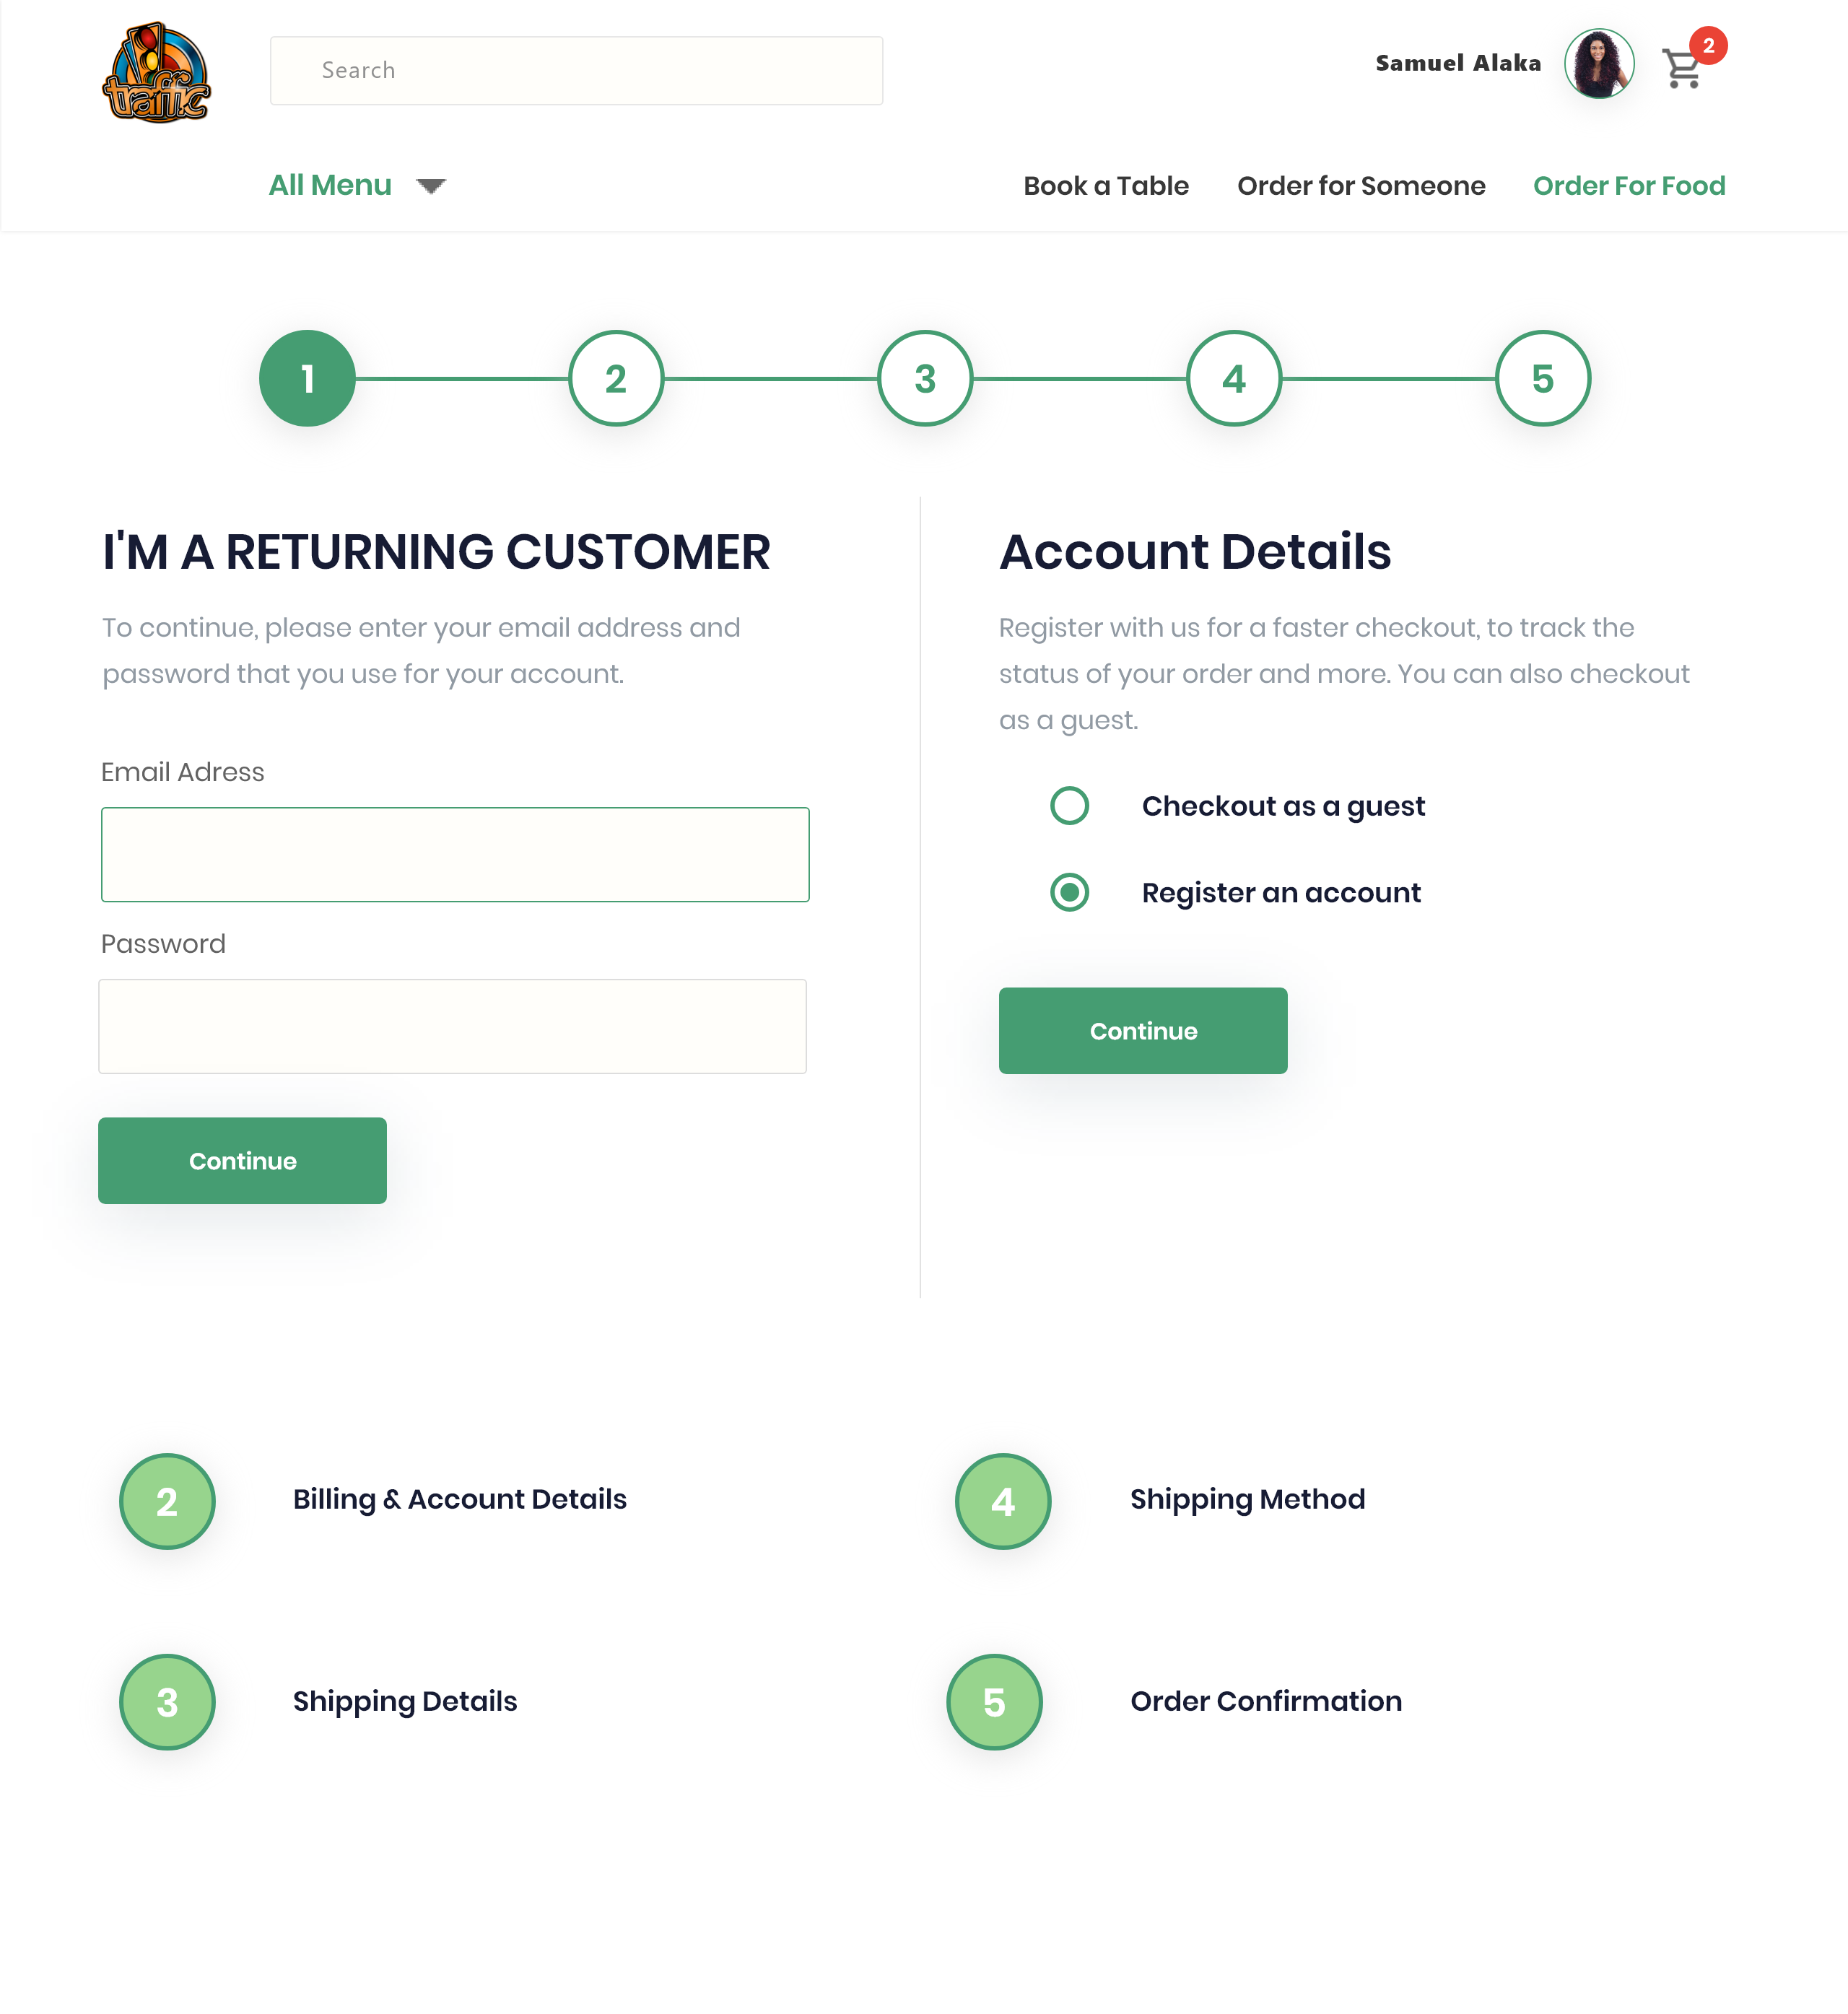 traffic
Search
Samuel Alaka
2
All Menu
Book a Table
Order for Someone
Order For Food
1
2
3
4
5
I'M A RETURNING CUSTOMER
To continue, please enter your email address and
password that you use for your account.
Email Adress
Password
Continue
Account Details
Register with us for a faster checkout, to track the
status of your order and more. You can also checkout
as a guest.
Checkout as a guest
Register an account
Continue
2
Billing & Account Details
4
Shipping Method
3
Shipping Details
5
Order Confirmation